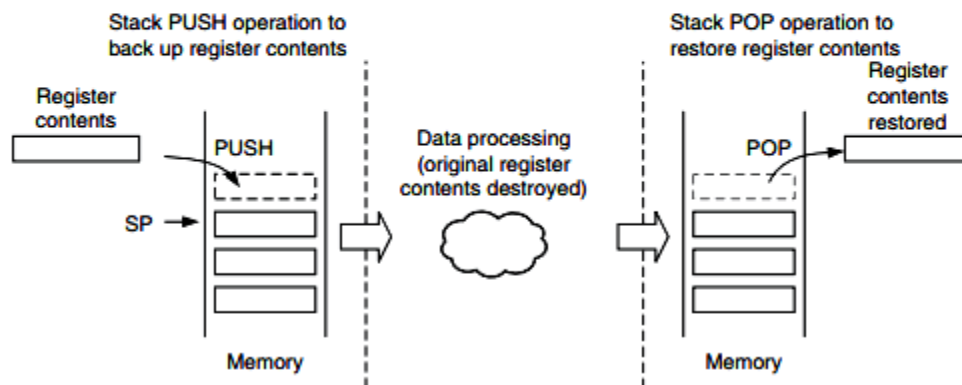 Stack PUSH operation to
back up register contents
Stack POP operation to
restore register contents
Register
contents
PUSH
SP
Memory
Data processing
(original register
contents destroyed)
Register
contents
restored
POP
Memory